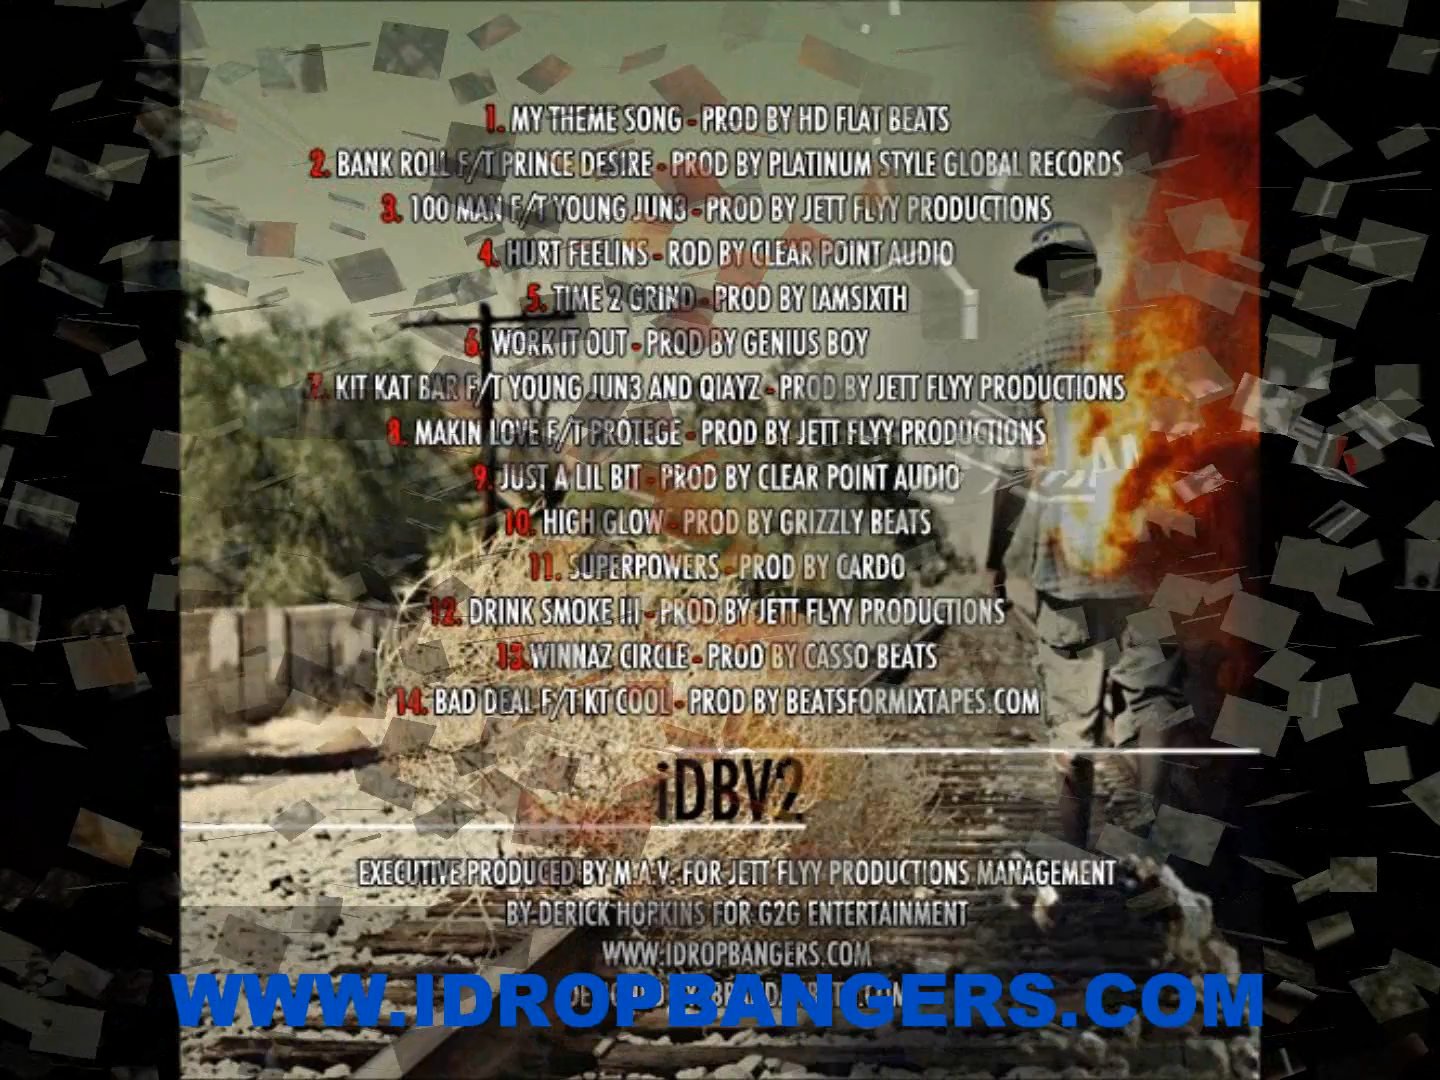 1. MY THEME SONG - PROD BY HD FLAT BEATS
2. BANK ROLL F/T PRINCE DESIRE - PROD BY PLATINUM STYLE GLOBAL RECORDS
3. 100 MAN F/T YOUNG JUN3 - PROD BY JETT FLYY PRODUCTIONS
4. HURT FEELINS - ROD BY CLEAR POINT AUDIO
5. TIME 2 GRIND - PROD BY IAMSIXTH
6. WORK IT OUT - PROD BY GENIUS BOY
7. KIT KAT BAR F/T YOUNG JUN3 AND QIAYZ - PROD BY JETT FLYY PRODUCTIONS
8. MAKIN LOVE F/T PROTEGE - PROD BY JETT FLYY PRODUCTIONS
9. JUST A LIL BIT - PROD BY CLEAR POINT AUDIO
10. HIGH GLOW - PROD BY GRIZZLY BEATS
11. SUPERPOWERS - PROD BY CARDO
12. DRINK SMOKE III - PROD BY JETT FLYY PRODUCTIONS
13. WINNAZ CIRCLE - PROD BY CASSO BEATS
14. BAD DEAL F/T KT COOL - PROD BY BEATSFORMIXTAPES.COM
iDBV2
EXECUTIVE PRODUCED BY M.A.V. FOR JETT FLYY PRODUCTIONS MANAGEMENT
BY DERICK HOPKINS FOR G2G ENTERTAINMENT
WWW.IDROPBANGERS.COM
WWW.IDROPBANGERS.COM